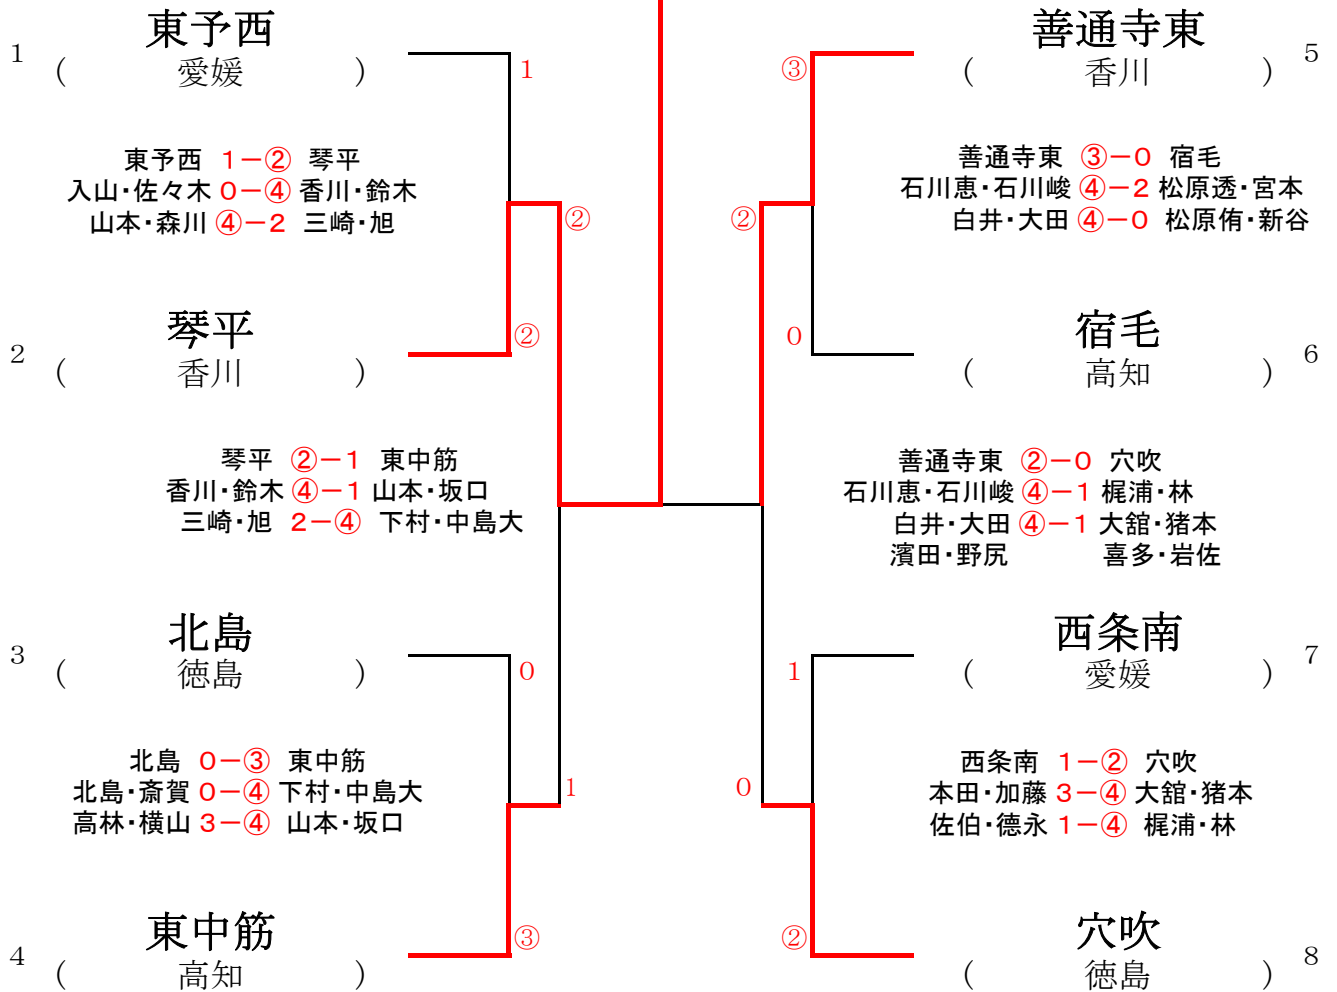 東予西
1 ( 愛媛 )
1
東予西 1－② 琴平
入山・佐々木 0－④ 香川・鈴木
山本・森川 ④－2 三崎・旭
②
琴平
②
2 ( 香川 )
琴平 ②－1 東中筋
香川・鈴木 ④－1 山本・坂口
三崎・旭 2－④ 下村・中島大
北島
3 ( 徳島 )
0
北島 0－③ 東中筋
北島・斎賀 0－④ 下村・中島大
高林・横山 3－④ 山本・坂口
1
東中筋
③
4 ( 高知 )
善通寺東
( 香川 ) 5
③
善通寺東 ③－0 宿毛
石川恵・石川峻 ④－2 松原透・宮本
白井・大田 ④－0 松原侑・新谷
②
宿毛
0
( 高知 ) 6
善通寺東 ②－0 穴吹
石川恵・石川峻 ④－1 梶浦・林
白井・大田 ④－1 大舘・猪本
濱田・野尻 喜多・岩佐
西条南
1
( 愛媛 ) 7
西条南 1－② 穴吹
本田・加藤 3－④ 大舘・猪本
佐伯・德永 1－④ 梶浦・林
0
穴吹
②
( 徳島 ) 8